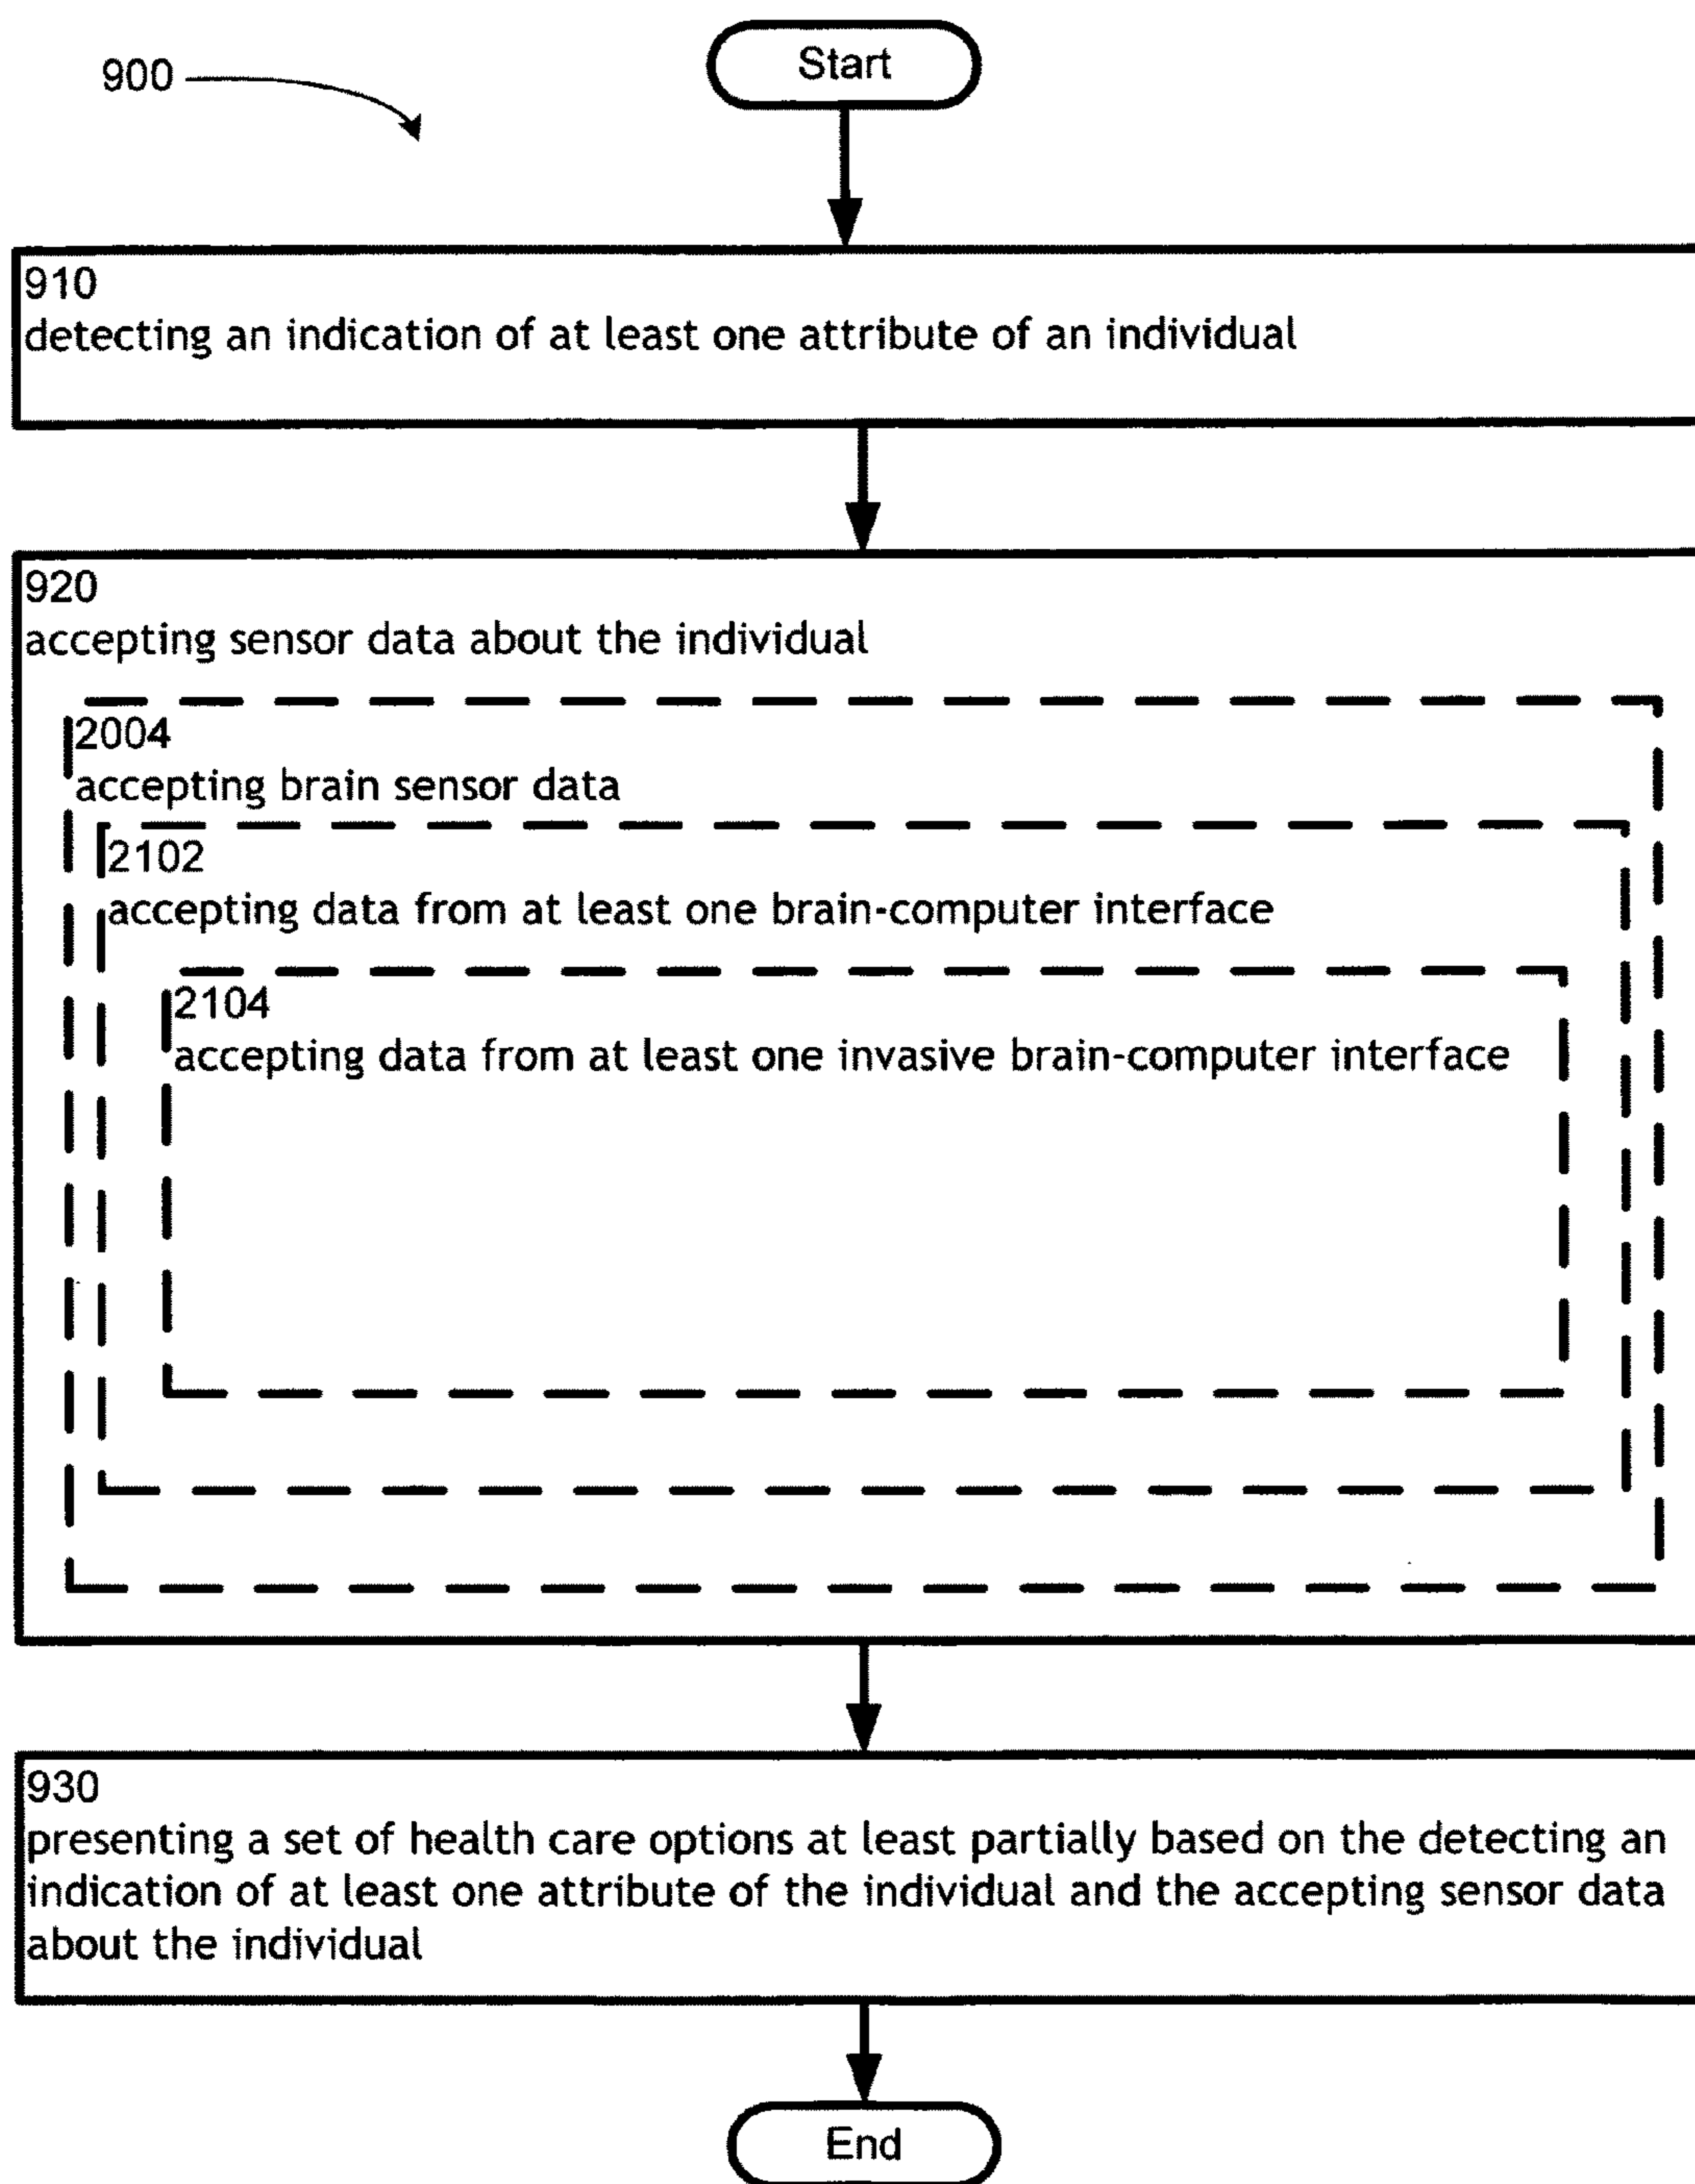 900
Start
910
detecting an indication of at least one attribute of an individual
920
accepting sensor data about the individual
2004
accepting brain sensor data
2102
accepting data from at least one brain-computer interface
2104
accepting data from at least one invasive brain-computer interface
930
presenting a set of health care options at least partially based on the detecting an
indication of at least one attribute of the individual and the accepting sensor data
about the individual
End